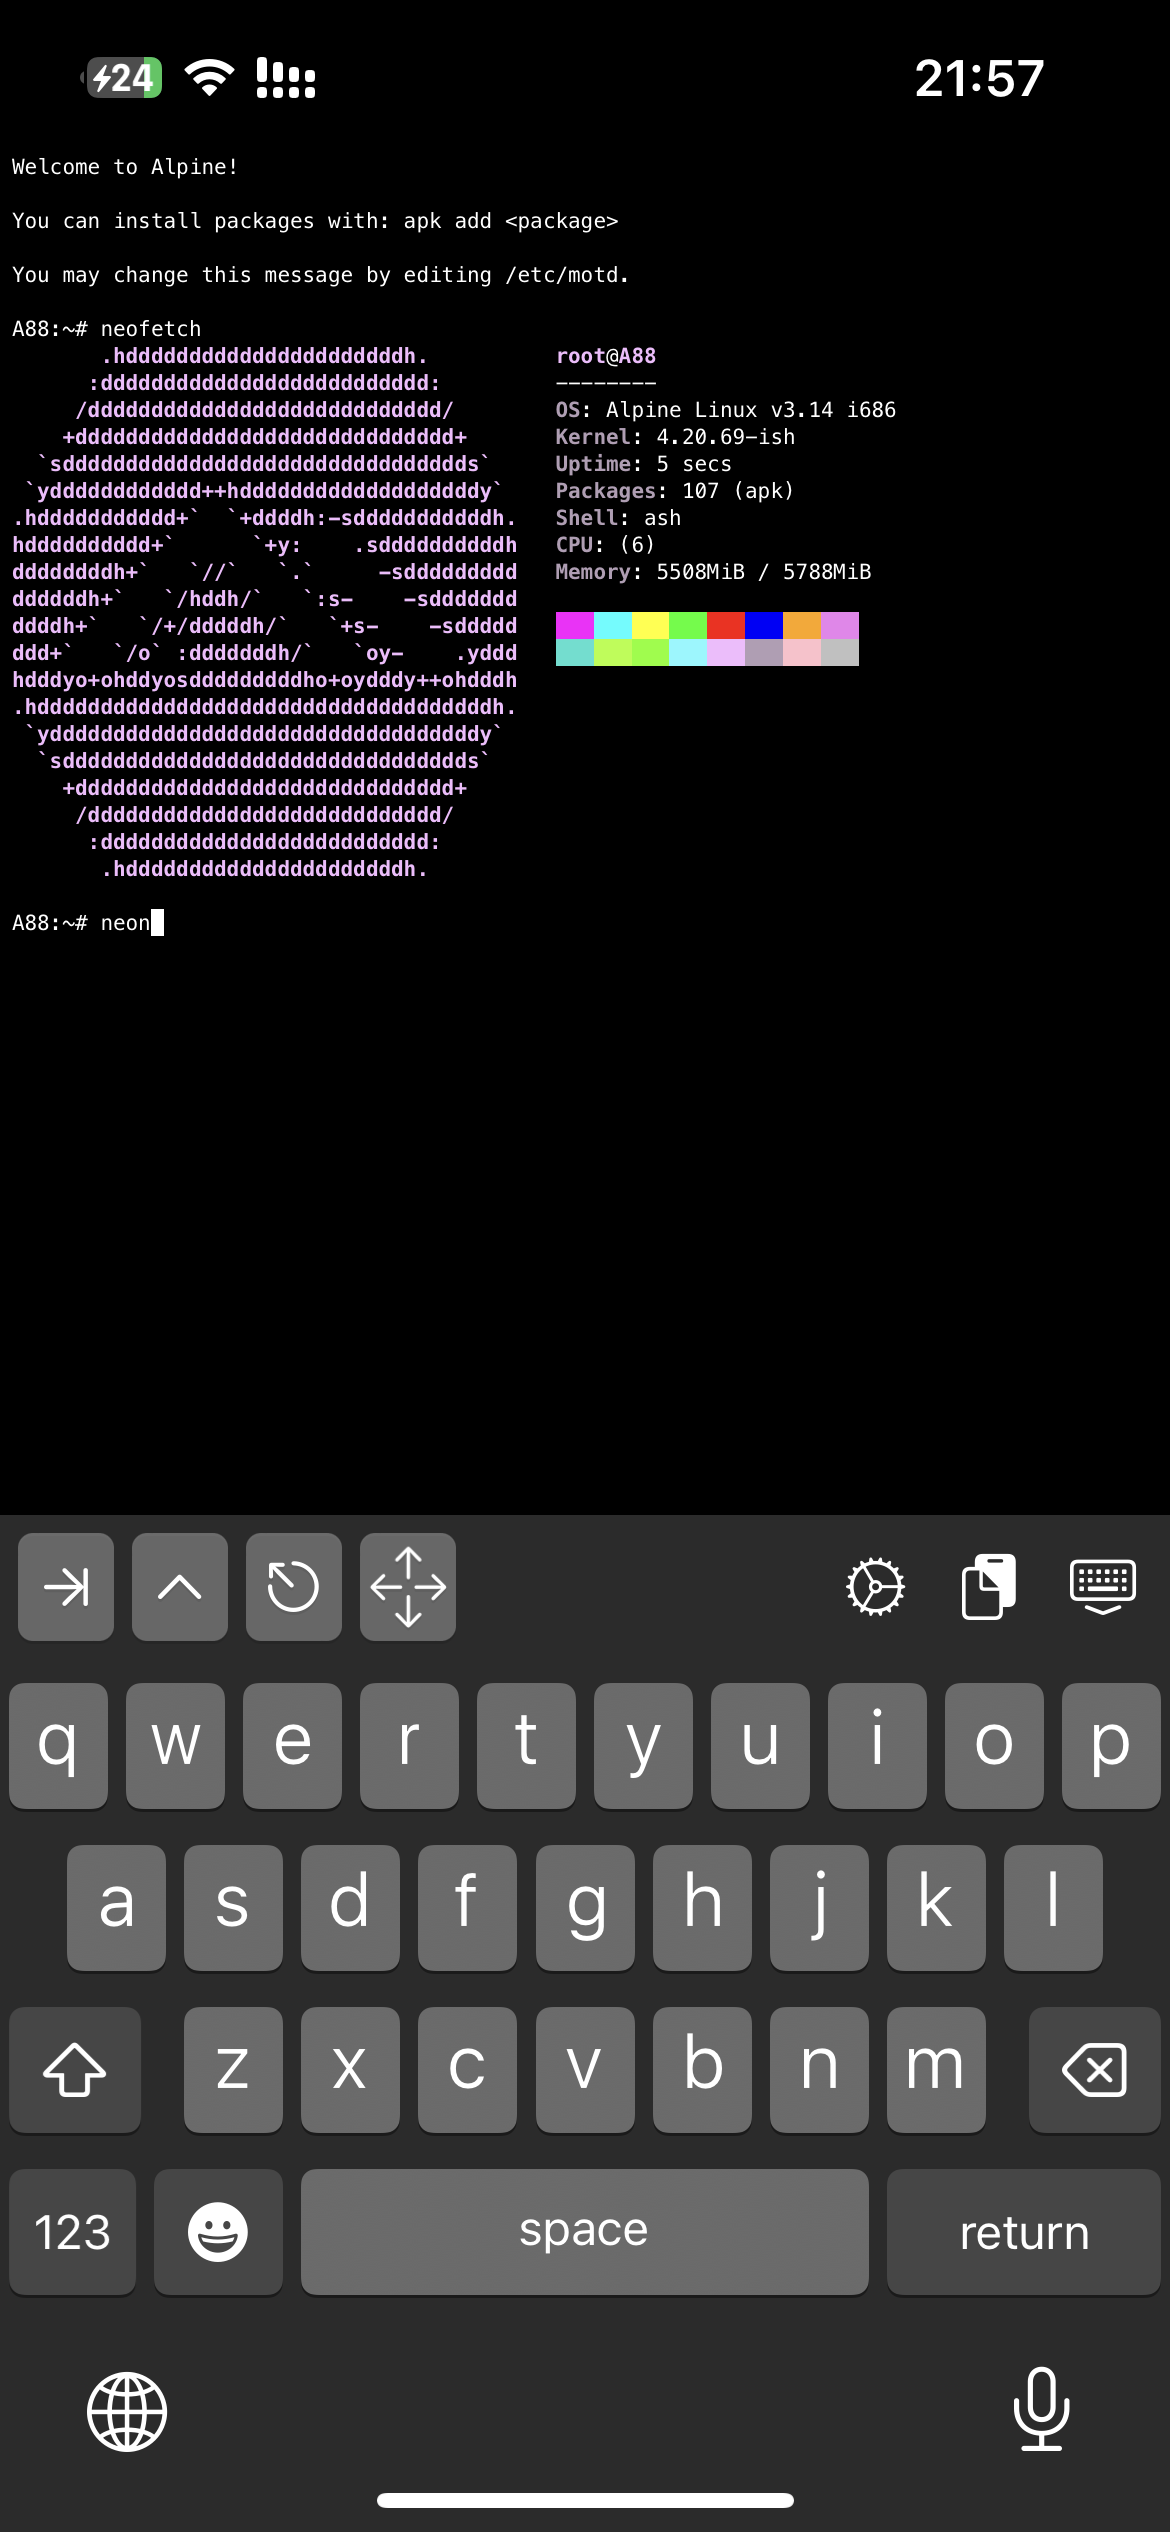 24 21:57
Welcome to Alpine!
You can install packages with: apk add <package>
You may change this message by editing /etc/motd.
A88:~# neofetch
.hddddddddddddddddddddddh. root@A88
:dddddddddddddddddddddddddd: --------
/dddddddddddddddddddddddddddd/ OS: Alpine Linux v3.14 i686
+dddddddddddddddddddddddddddddd+ Kernel: 4.20.69-ish
`sdddddddddddddddddddddddddddddddds` Uptime: 5 secs
`ydddddddddddd++hdddddddddddddddddddy` Packages: 107 (apk)
.hddddddddddd+`  `+ddddh:-sdddddddddddh. Shell: ash
hdddddddddd+`      `+y:    .sddddddddddh CPU: (6)
ddddddddh+`   `//`   `.`     -sddddddddd Memory: 5508MiB / 5788MiB
ddddddh+`   `/hddh/`   `:s-    -sddddddd
ddddh+`   `/+/dddddh/`   `+s-    -sddddd
ddd+`   `/o` :dddddddh/`   `oy-    .yddd
hdddyo+ohddyosdddddddddho+oydddy++ohdddh
.hddddddddddddddddddddddddddddddddddddh.
`yddddddddddddddddddddddddddddddddddy`
`sdddddddddddddddddddddddddddddddds`
+dddddddddddddddddddddddddddddd+
/dddddddddddddddddddddddddddd/
:dddddddddddddddddddddddddd:
.hddddddddddddddddddddddh.
A88:~# neon
q w e r t y u i o p
a s d f g h j k l
z x c v b n m
123 space return